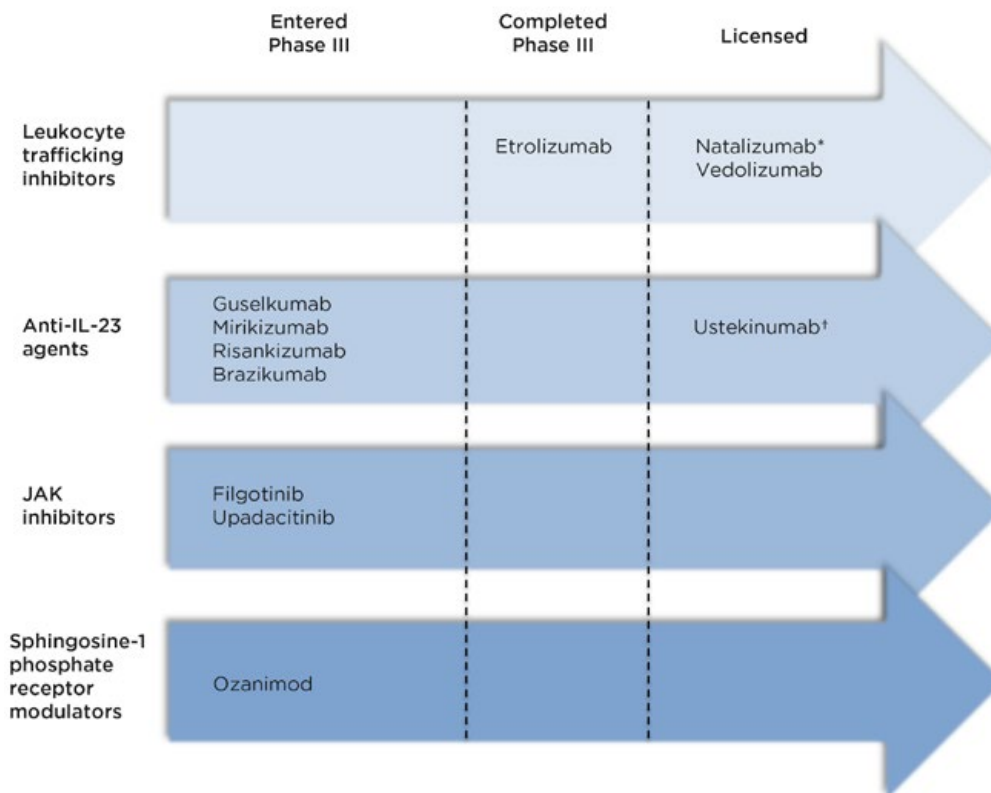 Entered
Phase III
Completed
Phase III
Licensed
Leukocyte
trafficking
inhibitors
Etrolizumab
Natalizumab*
Vedolizumab
Anti-IL-23
agents
Guselkumab
Mirikizumab
Risankizumab
Brazikumab
Ustekinumab†
JAK
inhibitors
Filgotinib
Upadacitinib
Sphingosine-1
phosphate
receptor
modulators
Ozanimod